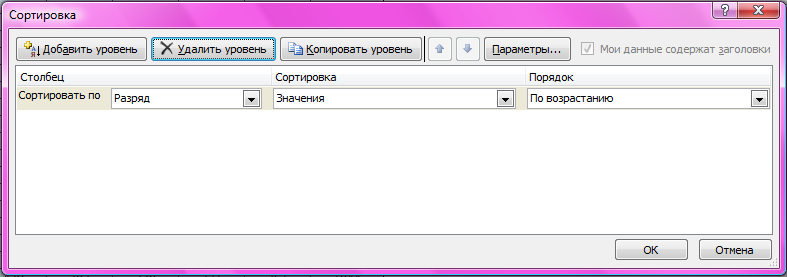 Сортировка
Добавить уровень Удалить уровень Копировать уровень Параметры... Мои данные содержат заголовки
Столбец Сортировка Порядок
Сортировать по Разряд Значения По возрастанию
ОК Отмена